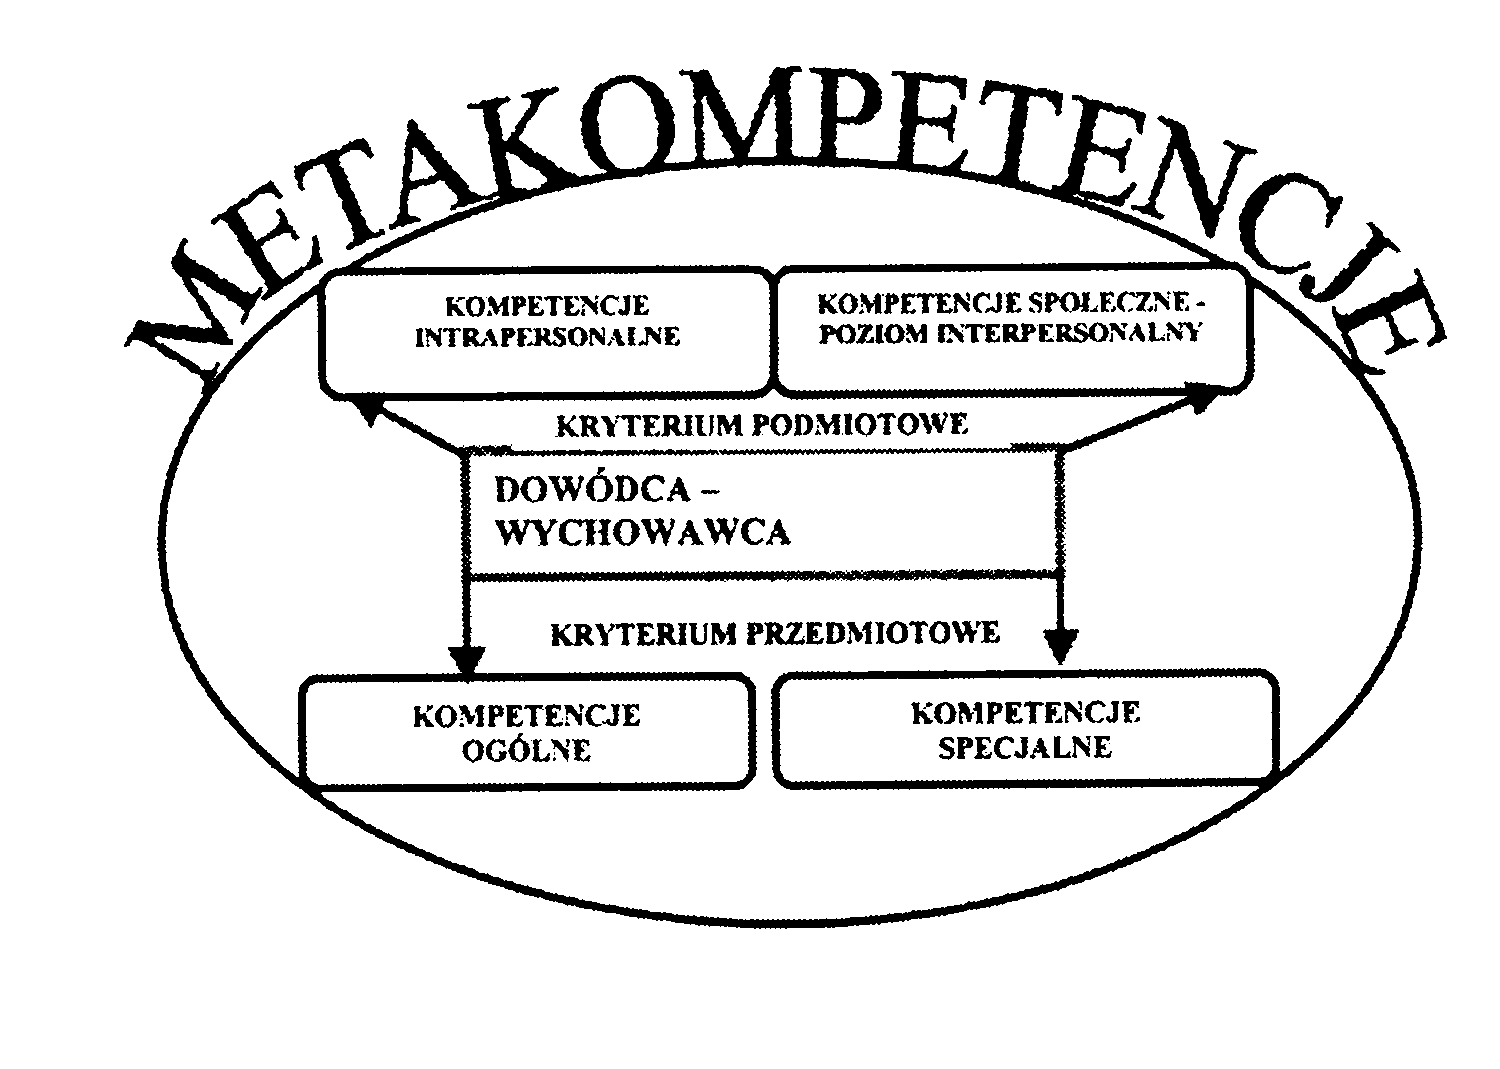 METAKOMPETENCJE
KOMPETENCJE
INTRAPERSONALNE
KOMPETENCJE SPOŁECZNE -
POZIOM INTERPERSONALNY
KRYTERIUM PODMIOTOWE
DOWÓDCA –
WYCHOWAWCA
KRYTERIUM PRZEDMIOTOWE
KOMPETENCJE
OGÓLNE
KOMPETENCJE
SPECJALNE